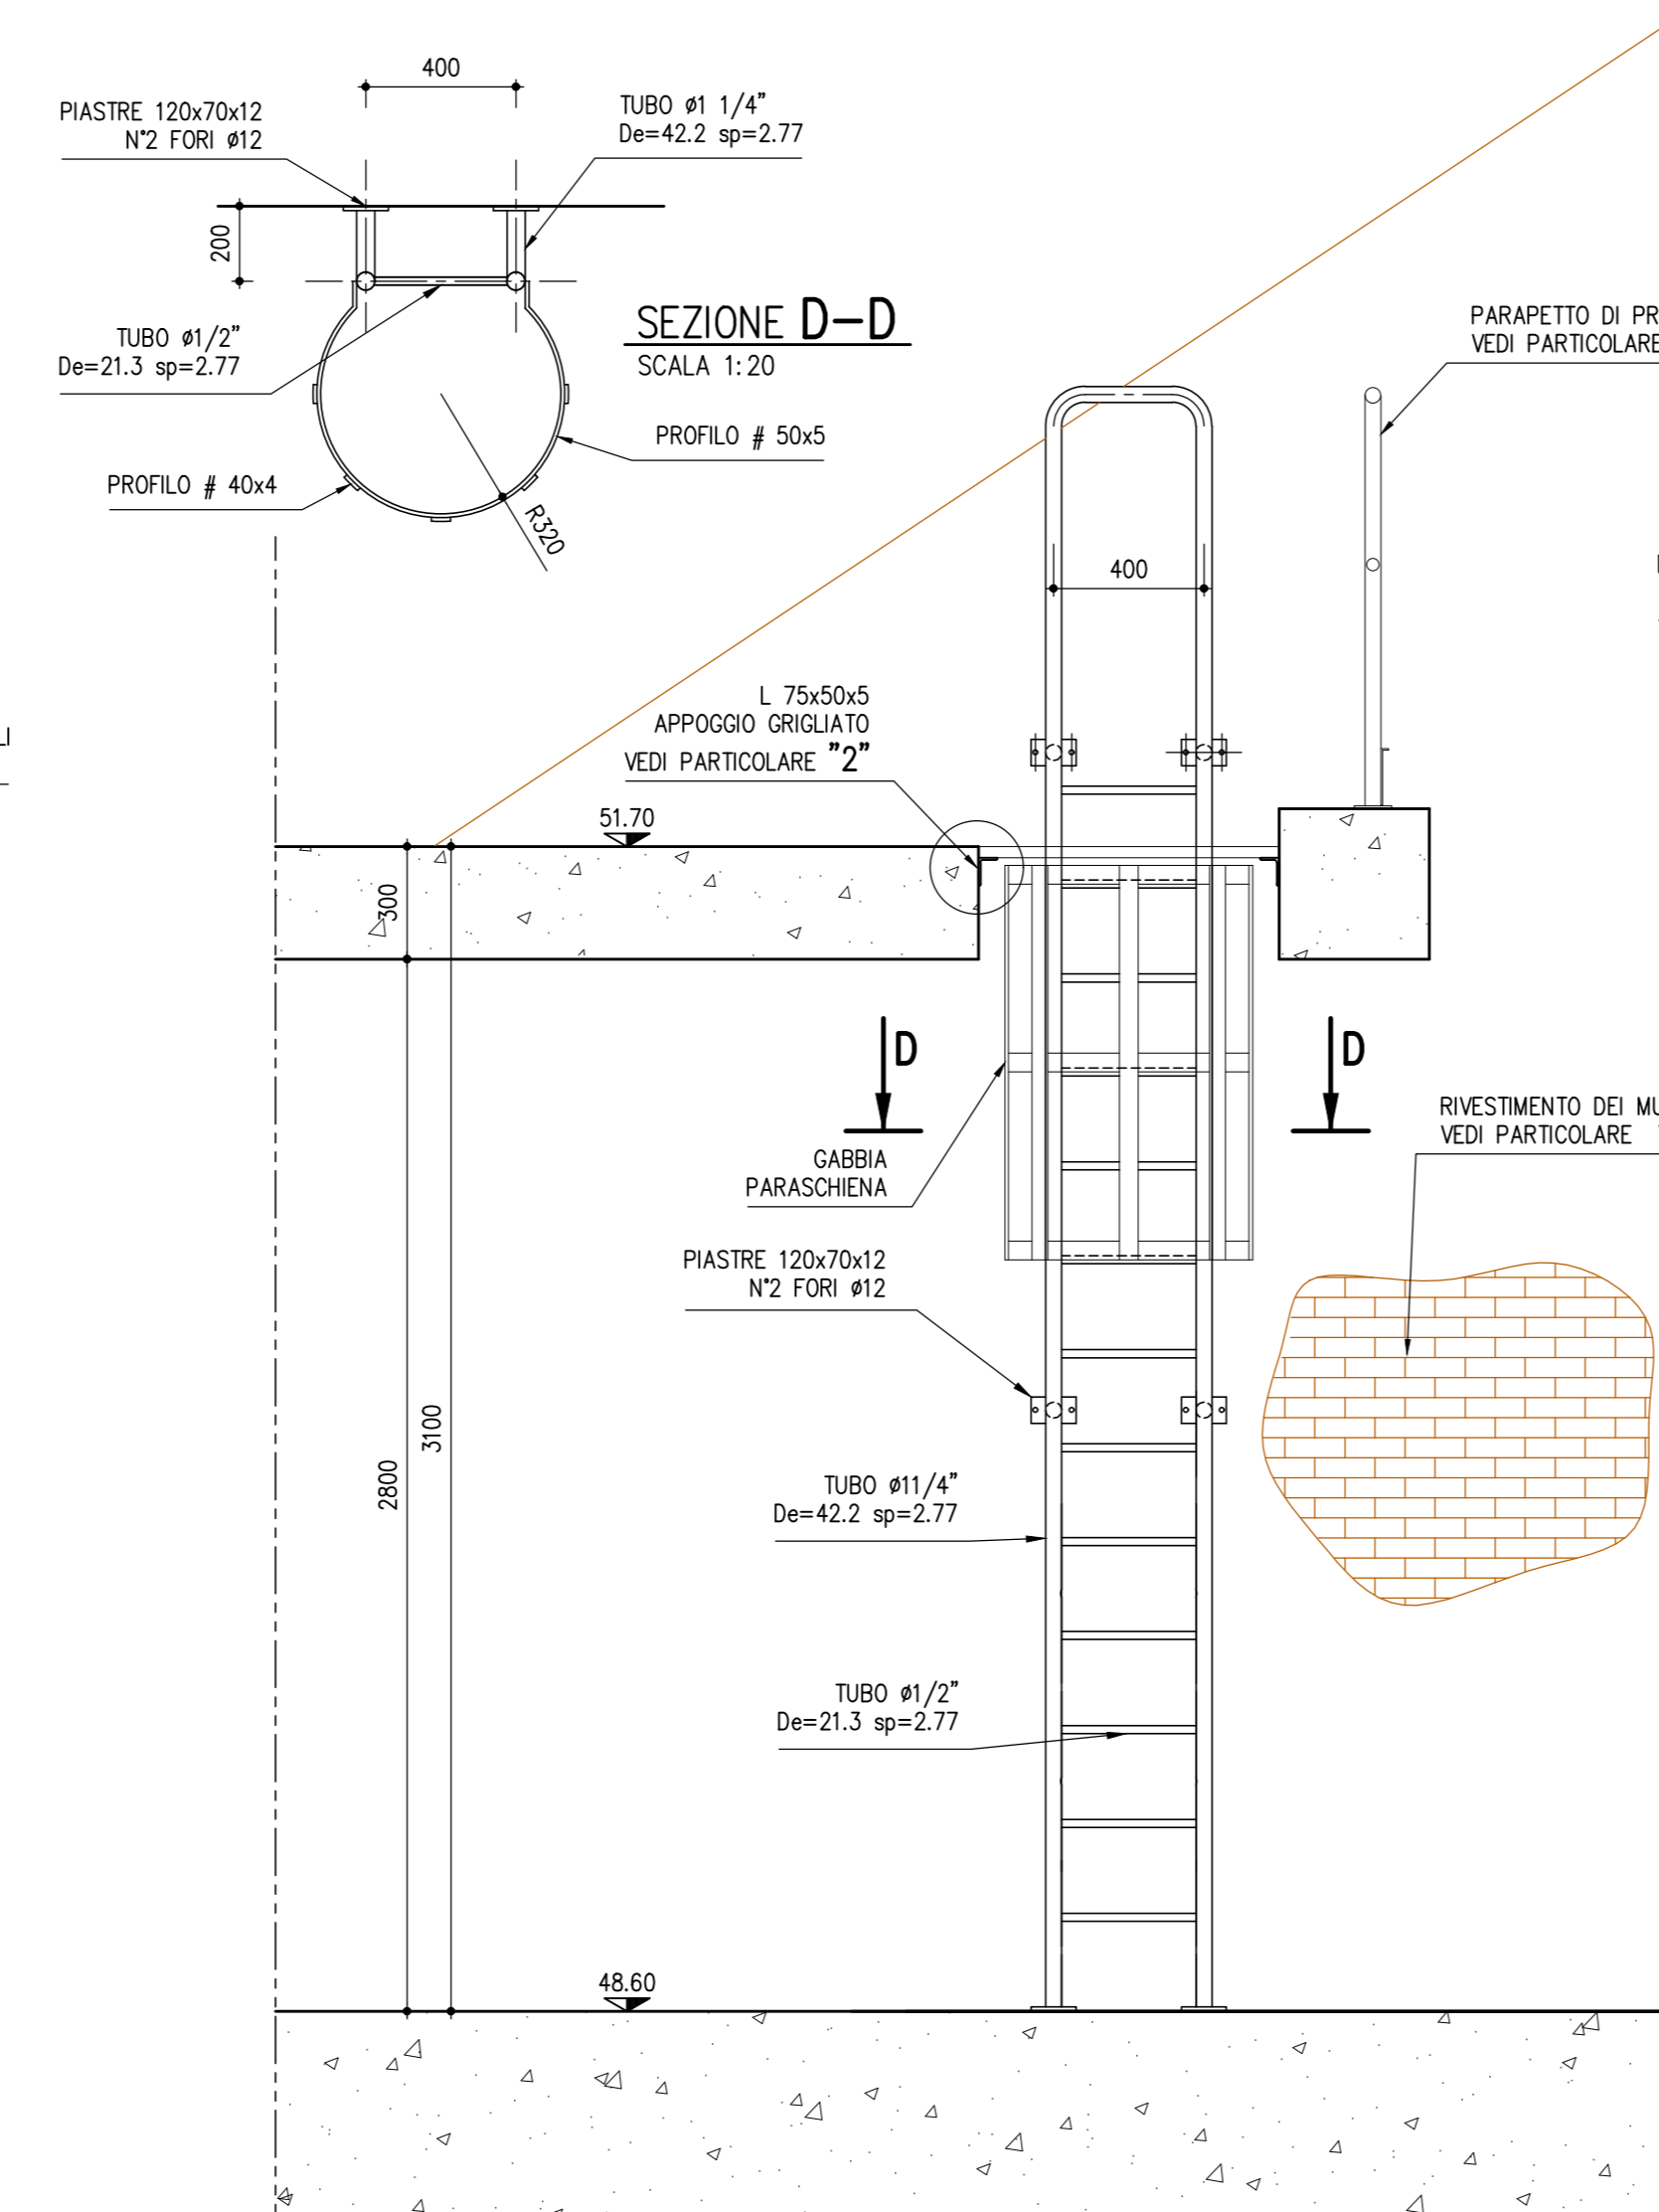 400
PIASTRE 120x70x12
N°2 FORI ø12
TUBO ø1 1/4”
De=42.2 sp=2.77
200
TUBO ø1/2”
De=21.3 sp=2.77
SEZIONE D-D
SCALA 1:20
PROFILO # 50x5
PROFILO # 40x4
R320
PARAPETTO DI PR
VEDI PARTICOLARE
400
L 75x50x5
APPOGGIO GRIGLIATO
VEDI PARTICOLARE ”2”
LI
51.70
300
D
D
RIVESTIMENTO DEI MU
VEDI PARTICOLARE
GABBIA
PARASCHIENA
PIASTRE 120x70x12
N°2 FORI ø12
3100
2800
TUBO ø11/4”
De=42.2 sp=2.77
TUBO ø1/2”
De=21.3 sp=2.77
48.60